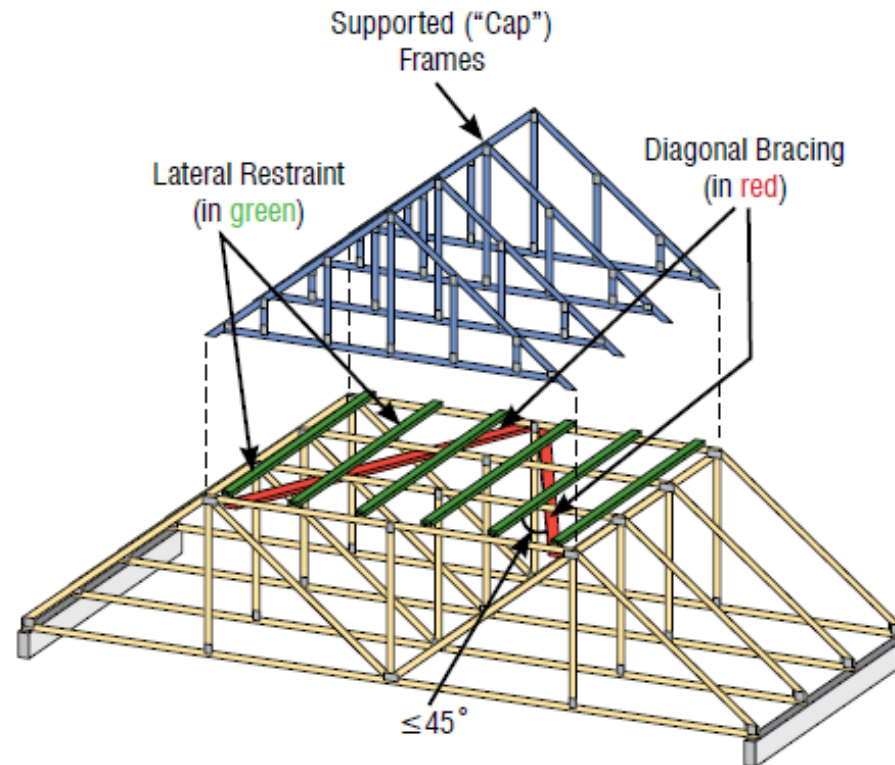 Supported (“Cap”)
Frames
Lateral Restraint
(in green)
Diagonal Bracing
(in red)
≤45°